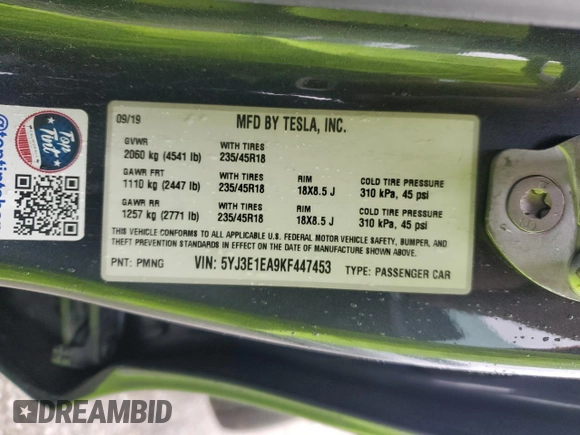 09/19 MFD BY TESLA, INC.
GVWR WITH TIRES
2060 kg (4541 lb) 235/45R18
GAWR FRT WITH TIRES RIM COLD TIRE PRESSURE
1110 kg (2447 lb) 235/45R18 18X8.5 J 310 kPa, 45 psi
GAWR RR WITH TIRES RIM COLD TIRE PRESSURE
1257 kg (2771 lb) 235/45R18 18X8.5 J 310 kPa, 45 psi
THIS VEHICLE CONFORMS TO ALL APPLICABLE U.S. FEDERAL MOTOR VEHICLE SAFETY, BUMPER, AND
THEFT PREVENTION STANDARDS IN EFFECT ON THE DATE OF MANUFACTURE SHOWN ABOVE.
PNT: PMNG VIN: 5YJ3E1EA9KF447453 TYPE: PASSENGER CAR
Top
Tint
DREAMBID